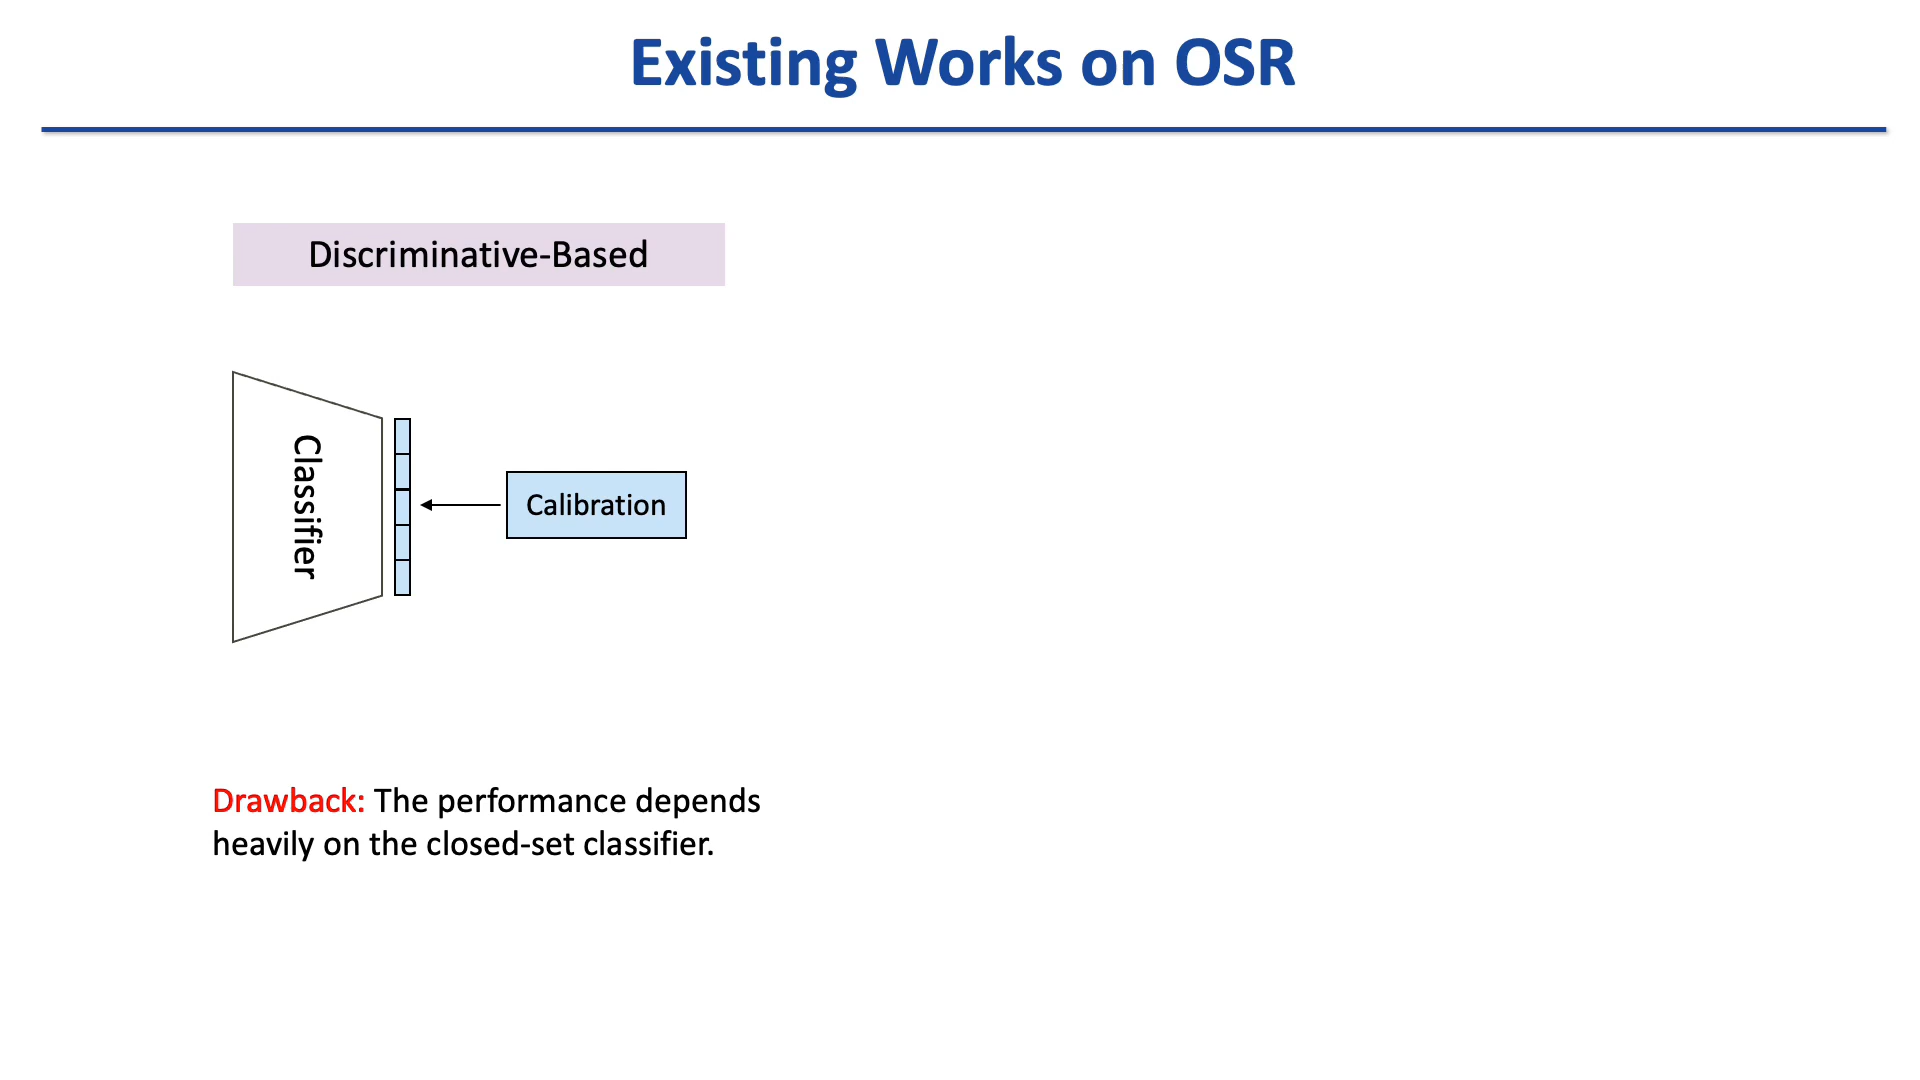 Existing Works on OSR
Discriminative-Based
Classifier
Calibration
Drawback: The performance depends
heavily on the closed-set classifier.